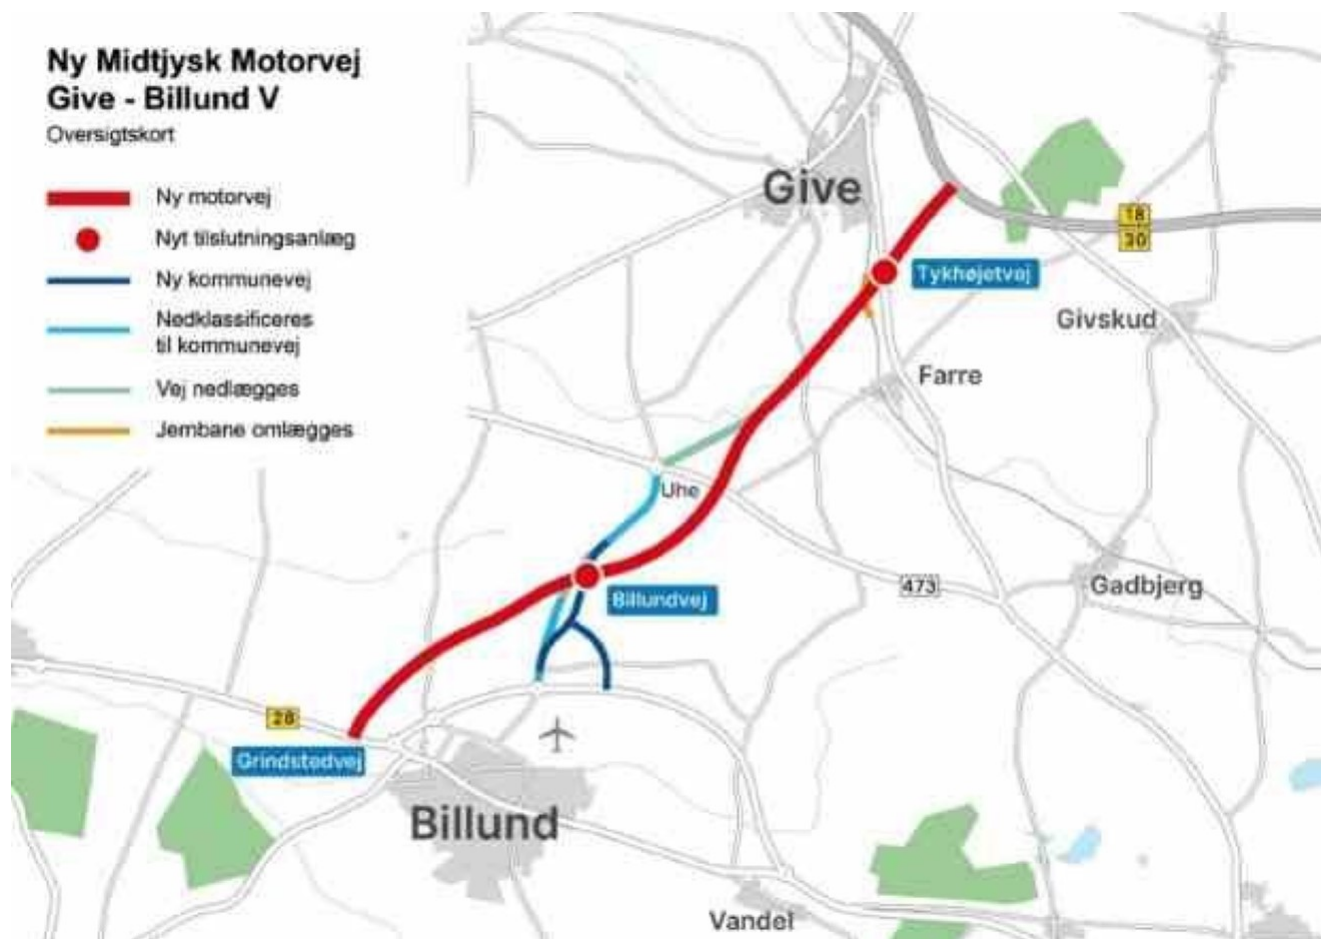 Ny Midtjysk Motorvej
Give - Billund V
Oversigtskort
Ny motorvej
Nyt tilslutningsanlæg
Ny kommunevej
Nedklassificeres
til kommunevej
Vej nedlægges
Jernbane omlægges
Give
18
30
Tykhøjetvej
Givskud
Farre
Uhe
473
Gadbjerg
Billundvej
28
Grindstedvej
Billund
Vandel